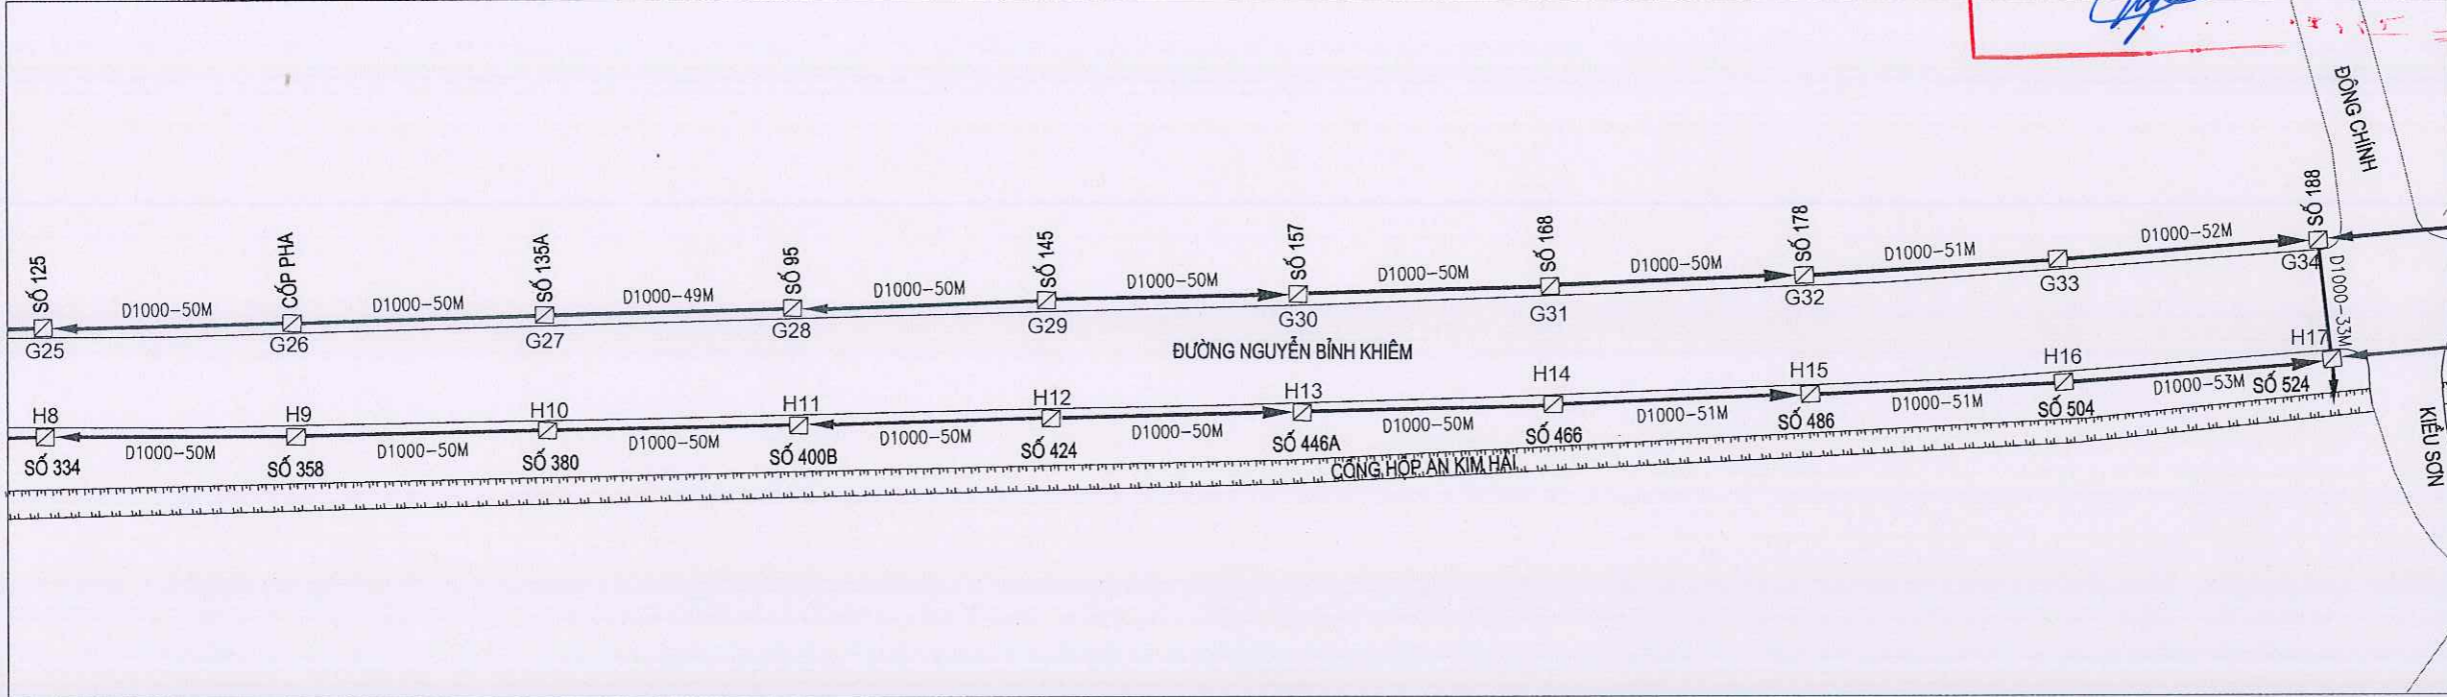 ĐÔNG CHÍNH
SỐ 125
CỐP PHA
SỐ 135A
SỐ 95
SỐ 145
SỐ 157
SỐ 168
SỐ 178
SỐ 188
D1000-50M
D1000-50M
D1000-49M
D1000-50M
D1000-50M
D1000-50M
D1000-50M
D1000-51M
D1000-52M
G25
G26
G27
G28
G29
G30
G31
G32
G33
G34
D1000-33M
ĐƯỜNG NGUYỄN BỈNH KHIÊM
H8
H9
H10
H11
H12
H13
H14
H15
H16
H17
D1000-50M
D1000-50M
D1000-50M
D1000-50M
D1000-50M
D1000-50M
D1000-51M
D1000-51M
D1000-53M
SỐ 334
SỐ 358
SỐ 380
SỐ 400B
SỐ 424
SỐ 446A
SỐ 466
SỐ 486
SỐ 504
SỐ 524
CỐNG HỘP AN KIM HẢI
KIỀU SƠN